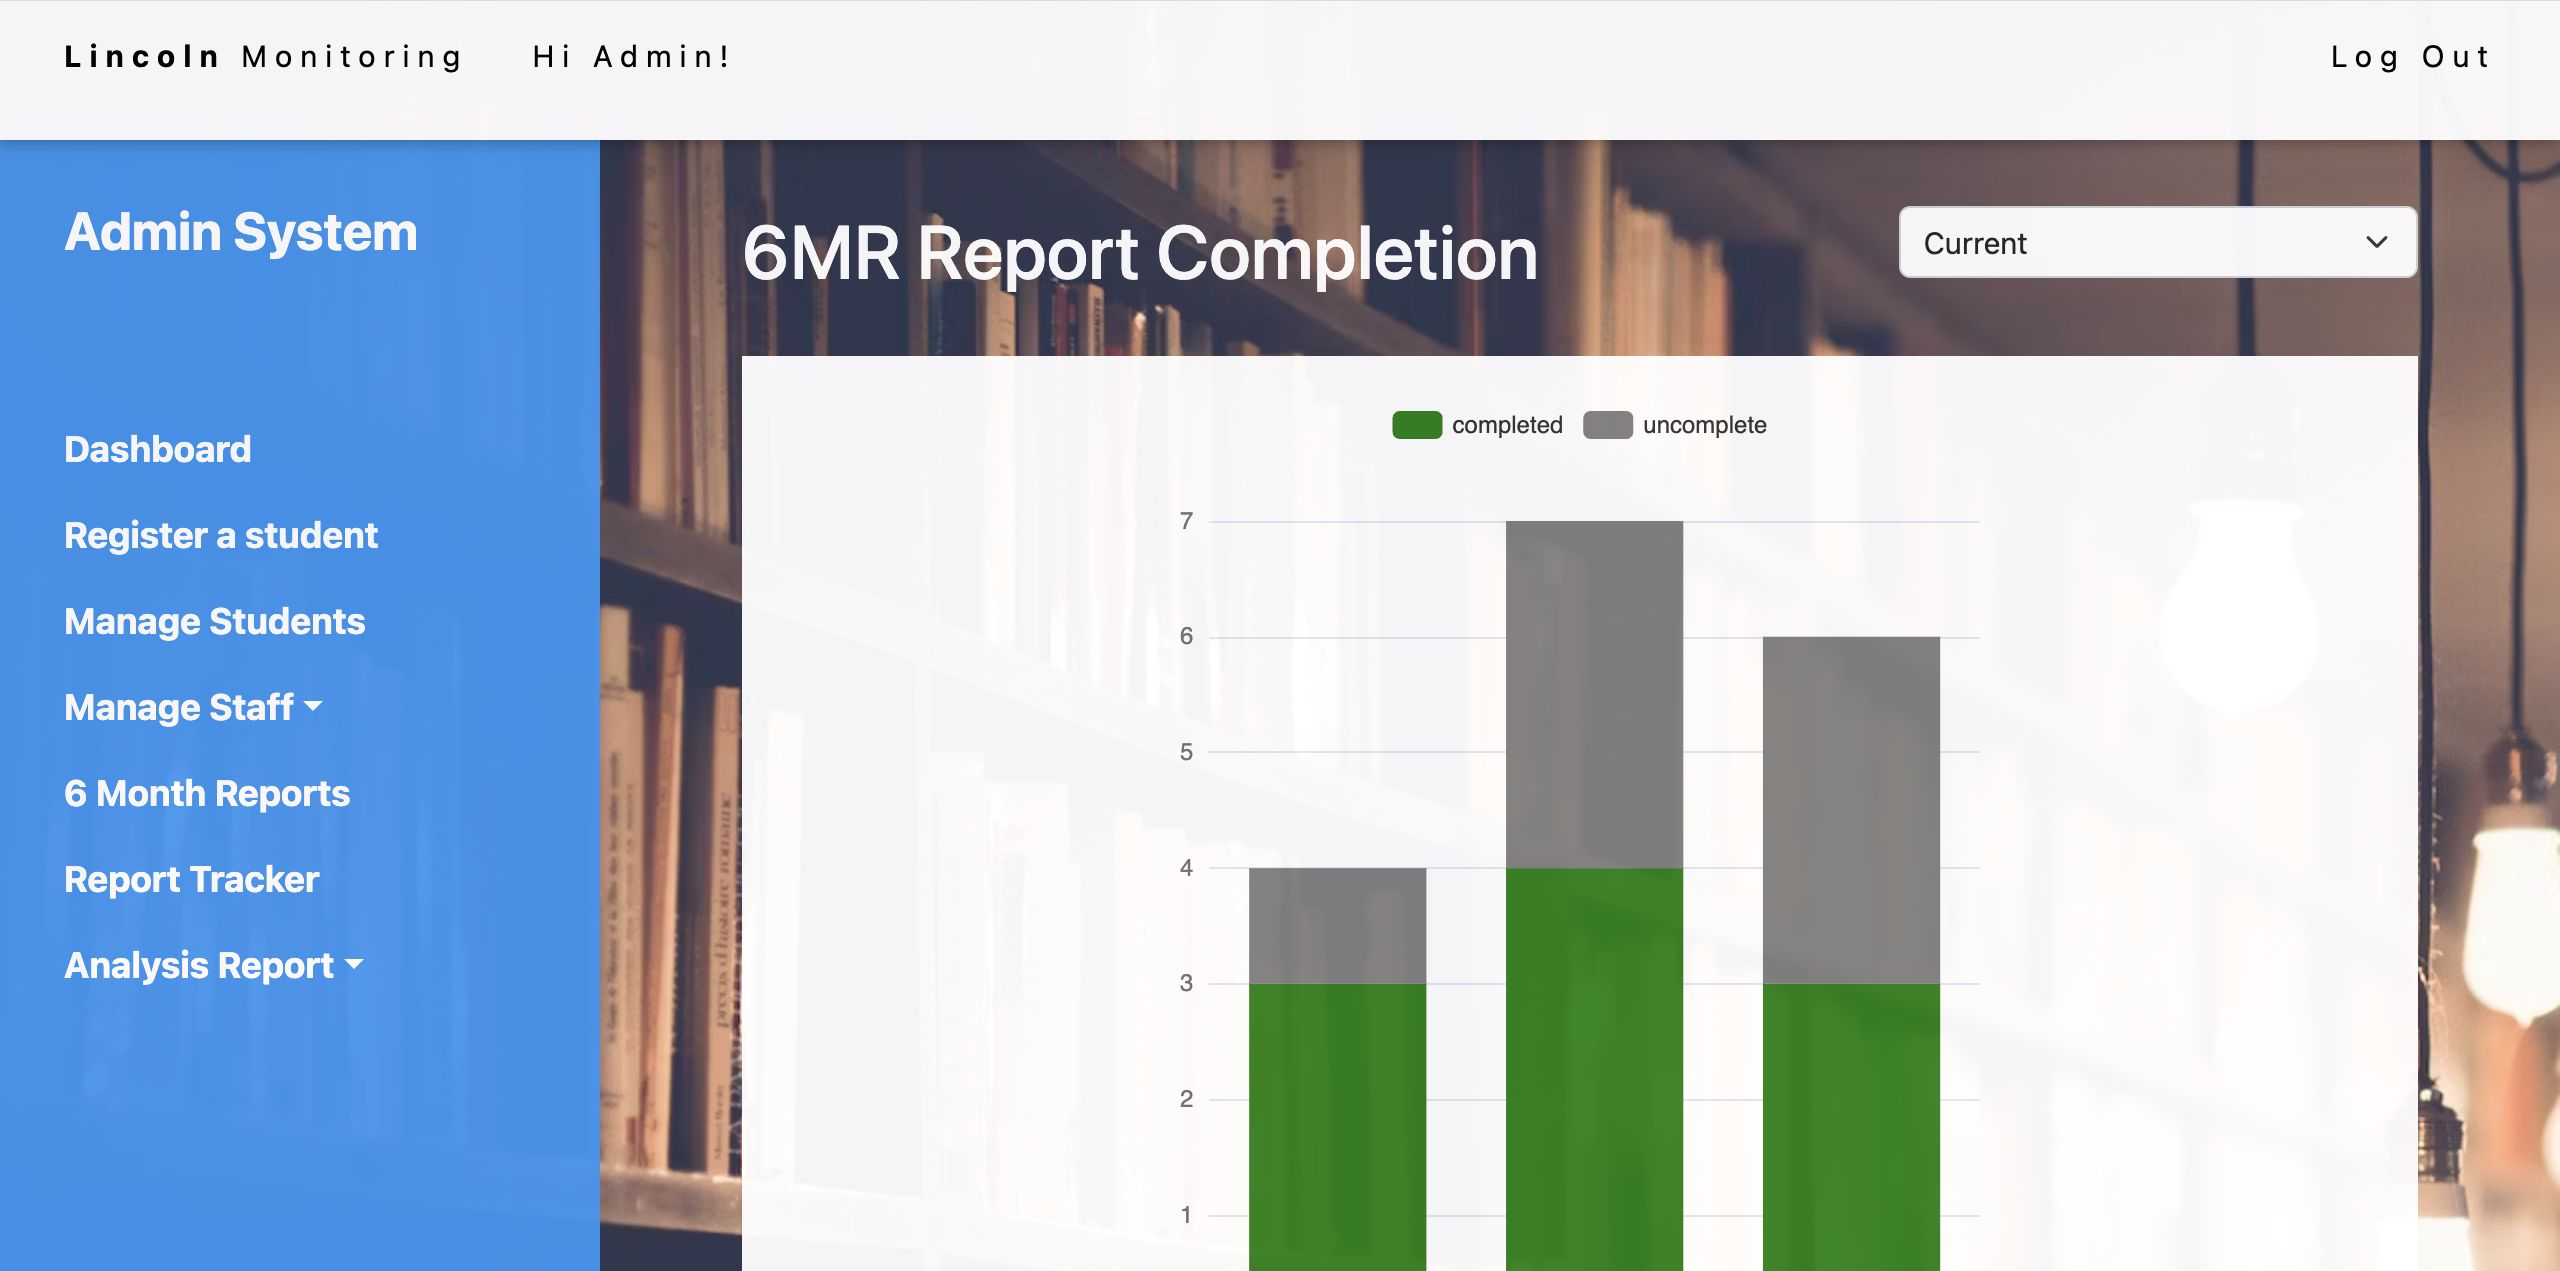 Lincoln Monitoring Hi Admin! Log Out
Admin System
Dashboard
Register a student
Manage Students
Manage Staff
6 Month Reports
Report Tracker
Analysis Report
6MR Report Completion
Current
completed uncomplete
7
6
5
4
3
2
1